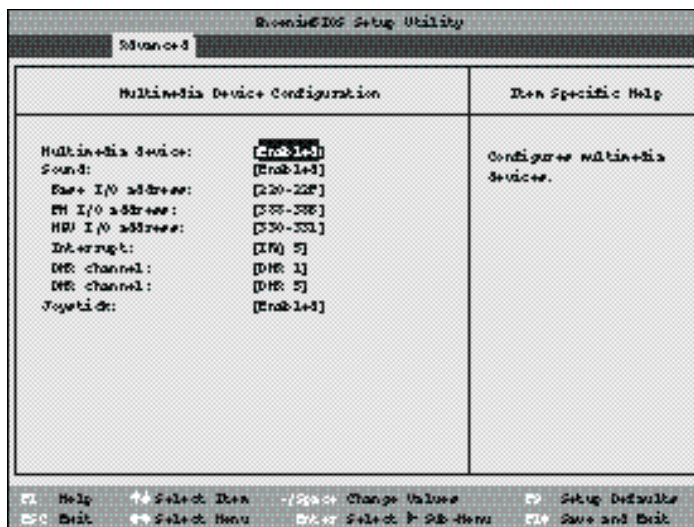 PhoenixBIOS Setup Utility
Advanced
Multimedia Device Configuration
Item Specific Help
Multimedia device: [Enabled]
Sound: [Enabled]
Base I/O address: [220-22F]
FM I/O address: [388-38B]
MPU I/O address: [330-331]
Interrupt: [IRQ 5]
DMA channel: [DMA 1]
DMA channel: [DMA 5]
Joystick: [Enabled]
Configures multimedia
devices.
F1 Help ↑↓ Select Item -/Space Change Values F9 Setup Defaults
ESC Exit ←→ Select Menu Enter Select ▶ Sub-Menu F10 Save and Exit